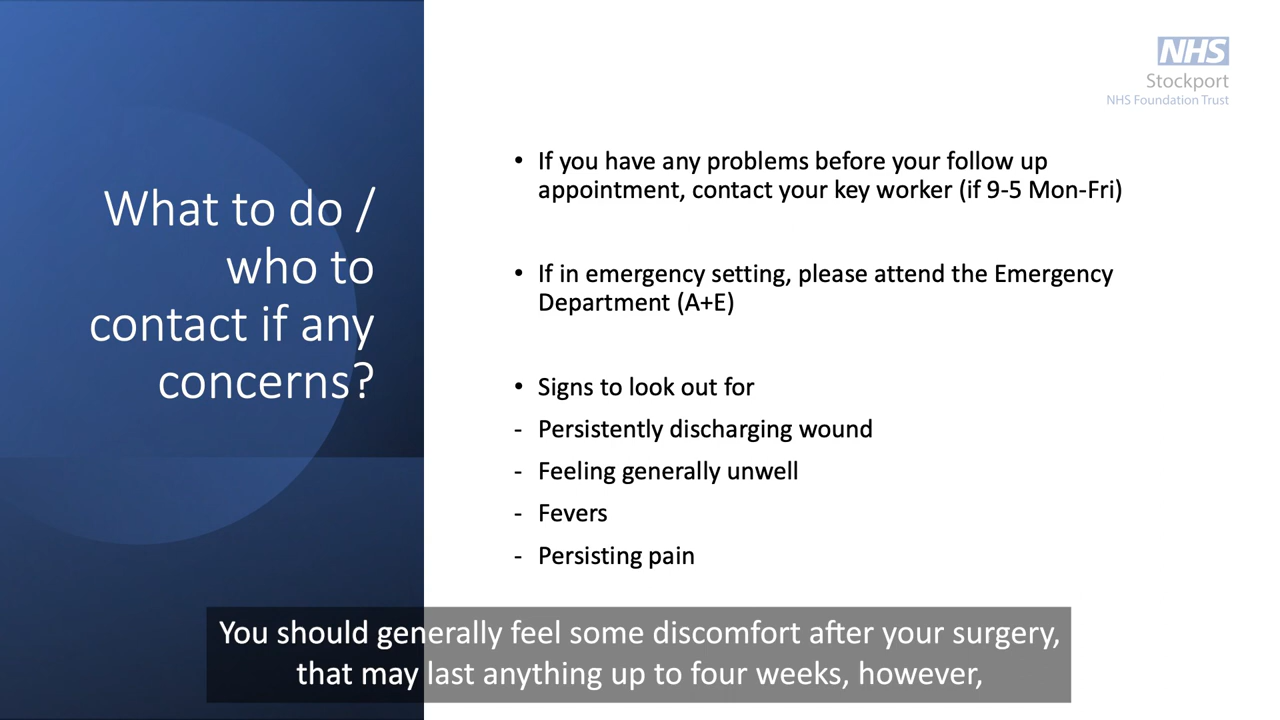 NHS
Stockport
NHS Foundation Trust
What to do /
who to
contact if any
concerns?
• If you have any problems before your follow up
appointment, contact your key worker (if 9-5 Mon-Fri)
• If in emergency setting, please attend the Emergency
Department (A+E)
• Signs to look out for
- Persistently discharging wound
- Feeling generally unwell
- Fevers
- Persisting pain
You should generally feel some discomfort after your surgery,
that may last anything up to four weeks, however,